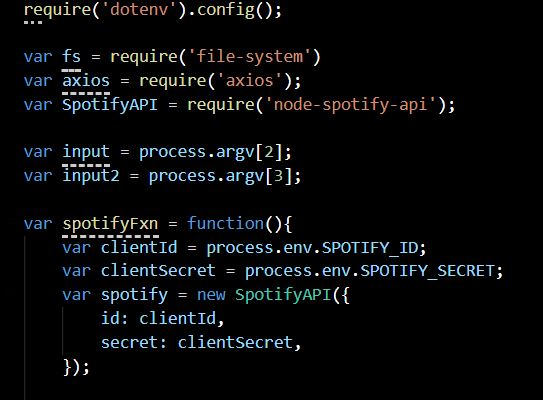 require('dotenv').config();
var fs = require('file-system')
var axios = require('axios');
var SpotifyAPI = require('node-spotify-api');
var input = process.argv[2];
var input2 = process.argv[3];
var spotifyFxn = function(){
var clientId = process.env.SPOTIFY_ID;
var clientSecret = process.env.SPOTIFY_SECRET;
var spotify = new SpotifyAPI({
id: clientId,
secret: clientSecret,
});